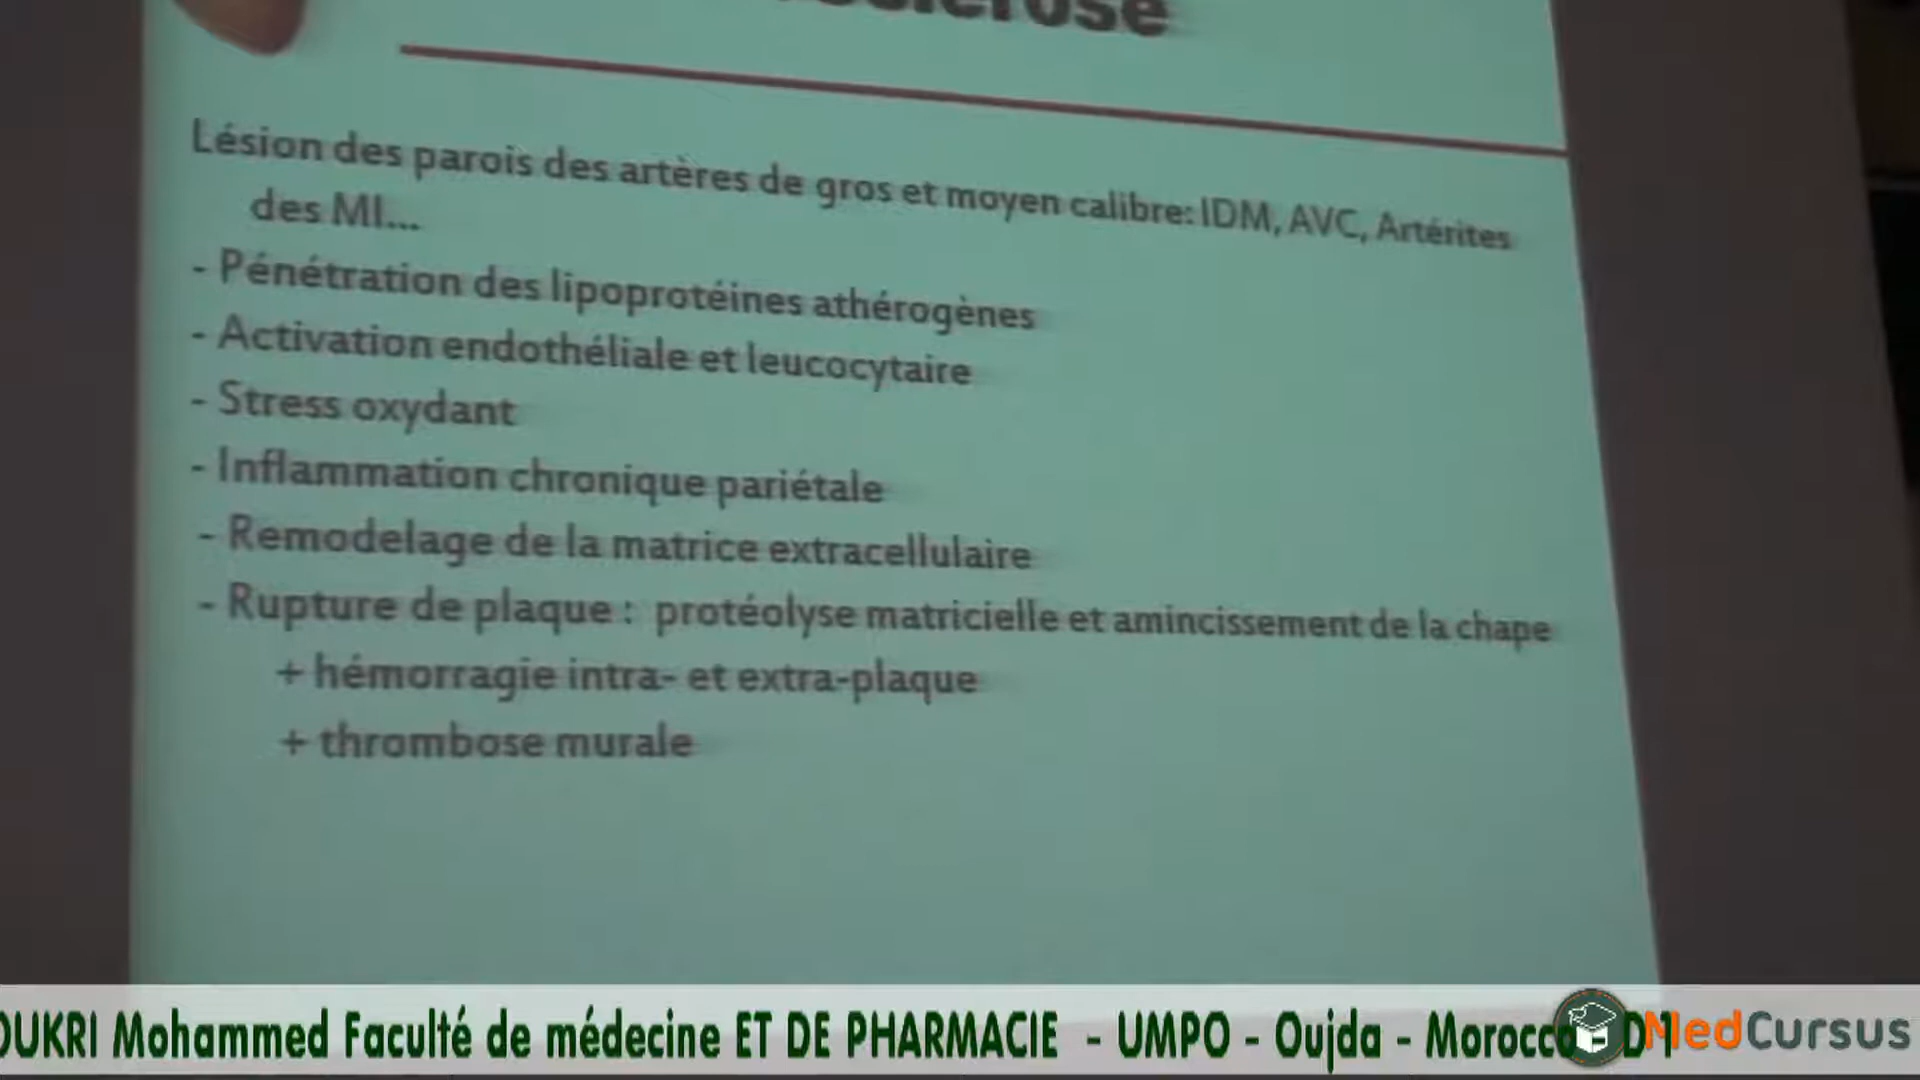 Lésion des parois des artères de gros et moyen calibre: IDM, AVC, Artérites
des MI...
- Pénétration des lipoprotéines athérogènes
- Activation endothéliale et leucocytaire
- Stress oxydant
- Inflammation chronique pariétale
- Remodelage de la matrice extracellulaire
- Rupture de plaque : protéolyse matricielle et amincissement de la chape
+ hémorragie intra- et extra-plaque
+ thrombose murale
OUKRI Mohammed Faculté de médecine ET DE PHARMACIE - UMPO - Oujda - Morocco
MedCursus